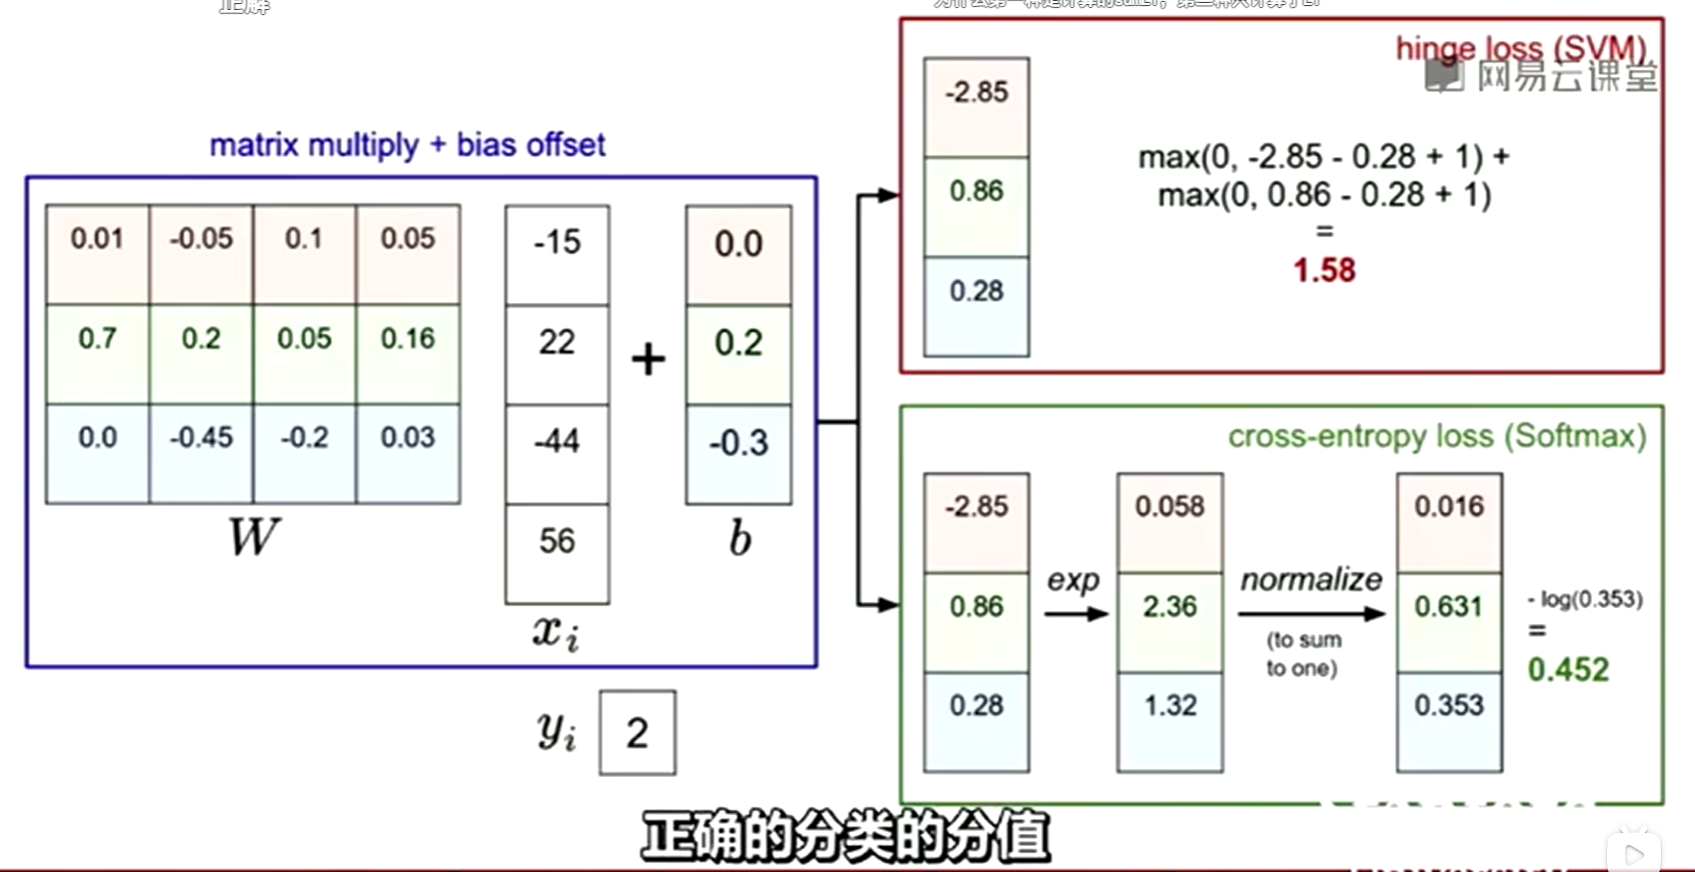 正解
hinge loss (SVM)
网易云课堂
-2.85
0.86
0.28
max(0, -2.85 - 0.28 + 1) +
max(0, 0.86 - 0.28 + 1)
=
1.58
matrix multiply + bias offset
0.01 -0.05 0.1 0.05
0.7 0.2 0.05 0.16
0.0 -0.45 -0.2 0.03
W
-15
22
-44
56
x_i
+
0.0
0.2
-0.3
b
y_i 2
cross-entropy loss (Softmax)
-2.85
0.86
0.28
exp
0.058
2.36
1.32
normalize
(to sum
to one)
0.016
0.631
0.353
- log(0.353)
=
0.452
正确的分类的分值